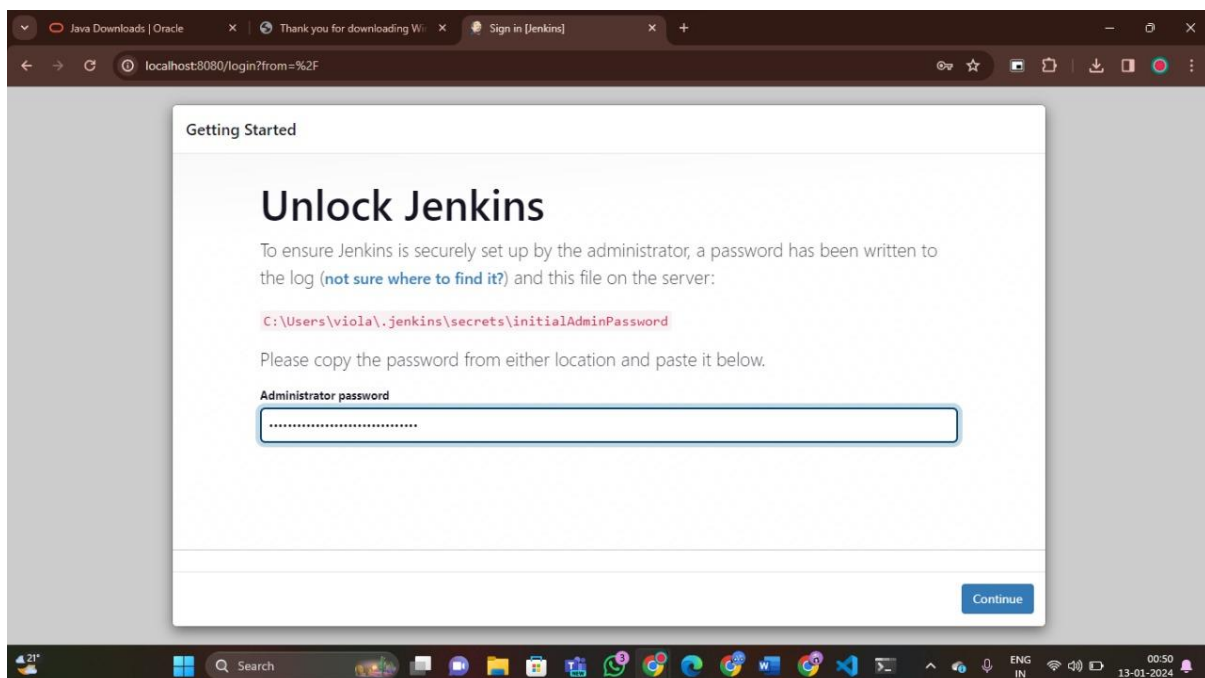 Java Downloads | Oracle
Thank you for downloading Wi
Sign in [Jenkins]
localhost:8080/login?from=%2F
Getting Started
Unlock Jenkins
To ensure Jenkins is securely set up by the administrator, a password has been written to
the log (not sure where to find it?) and this file on the server:
C:\Users\viola\.jenkins\secrets\initialAdminPassword
Please copy the password from either location and paste it below.
Administrator password
................................
Continue
21°
Search
3
ENG
IN
00:50
13-01-2024